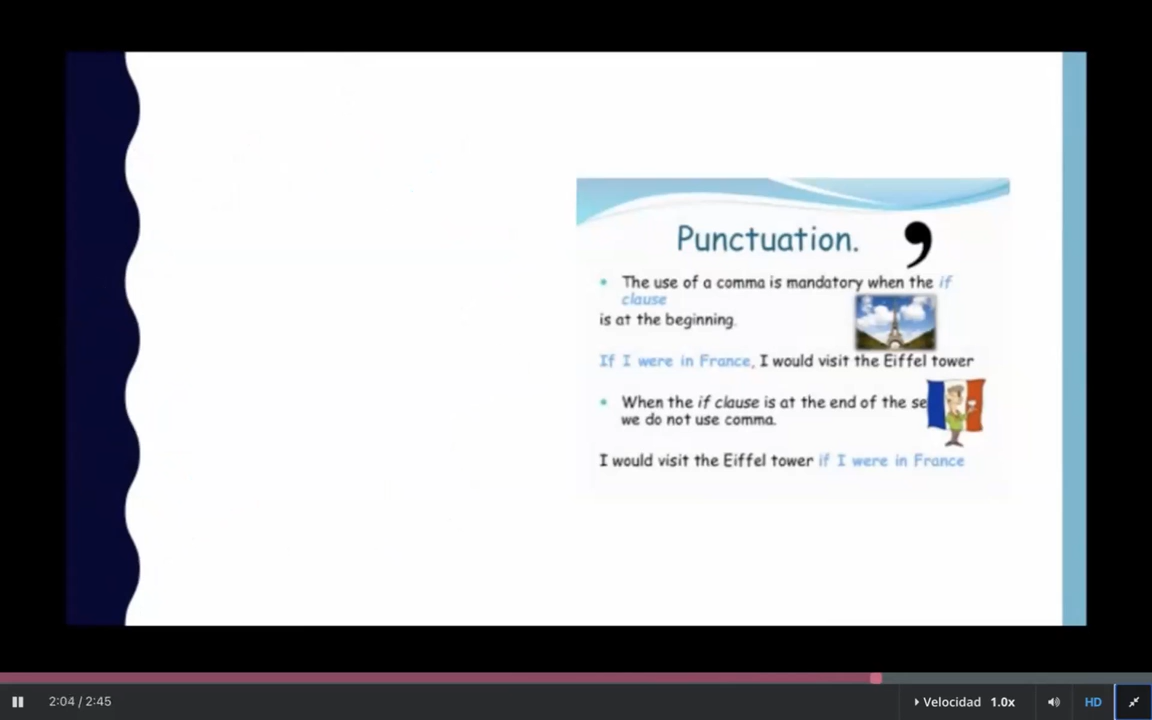 Punctuation. ,
The use of a comma is mandatory when the if
clause
is at the beginning.
If I were in France, I would visit the Eiffel tower
When the if clause is at the end of the se
we do not use comma.
I would visit the Eiffel tower if I were in France
2:04 / 2:45
Velocidad 1.0x
HD